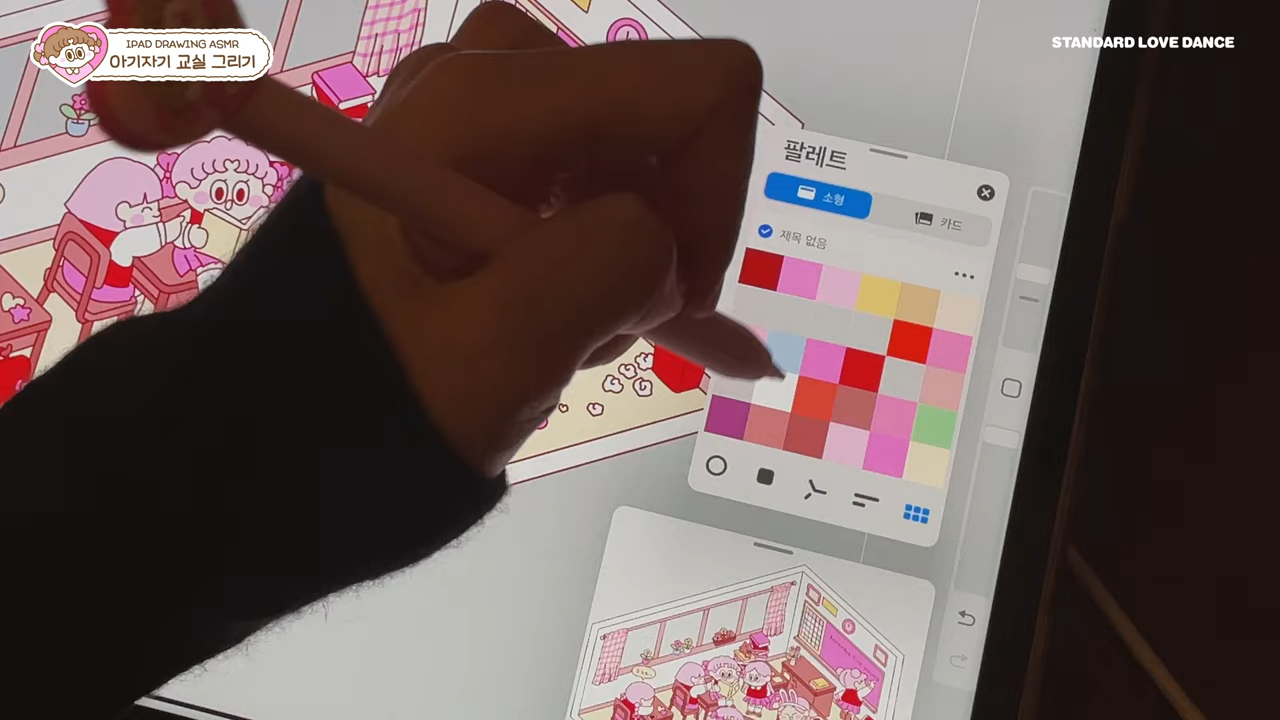 IPAD DRAWING ASMR
아기자기 교실 그리기
STANDARD LOVE DANCE
팔레트
소형
카드
제목 없음